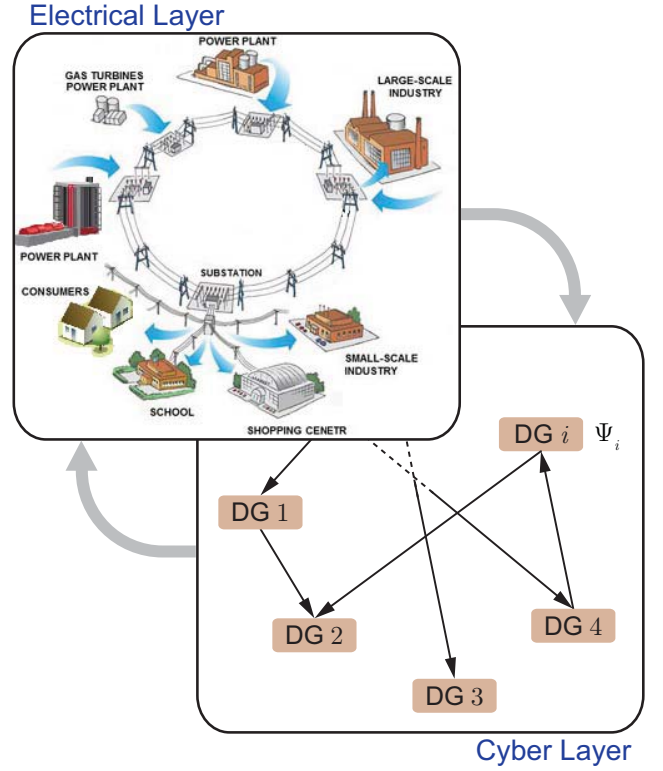 Electrical Layer
POWER PLANT
GAS TURBINES
POWER PLANT
LARGE-SCALE
INDUSTRY
POWER PLANT
SUBSTATION
CONSUMERS
SMALL-SCALE
INDUSTRY
SCHOOL
SHOPPING CENETR
DG i Ψi
DG 1
DG 2
DG 4
DG 3
Cyber Layer